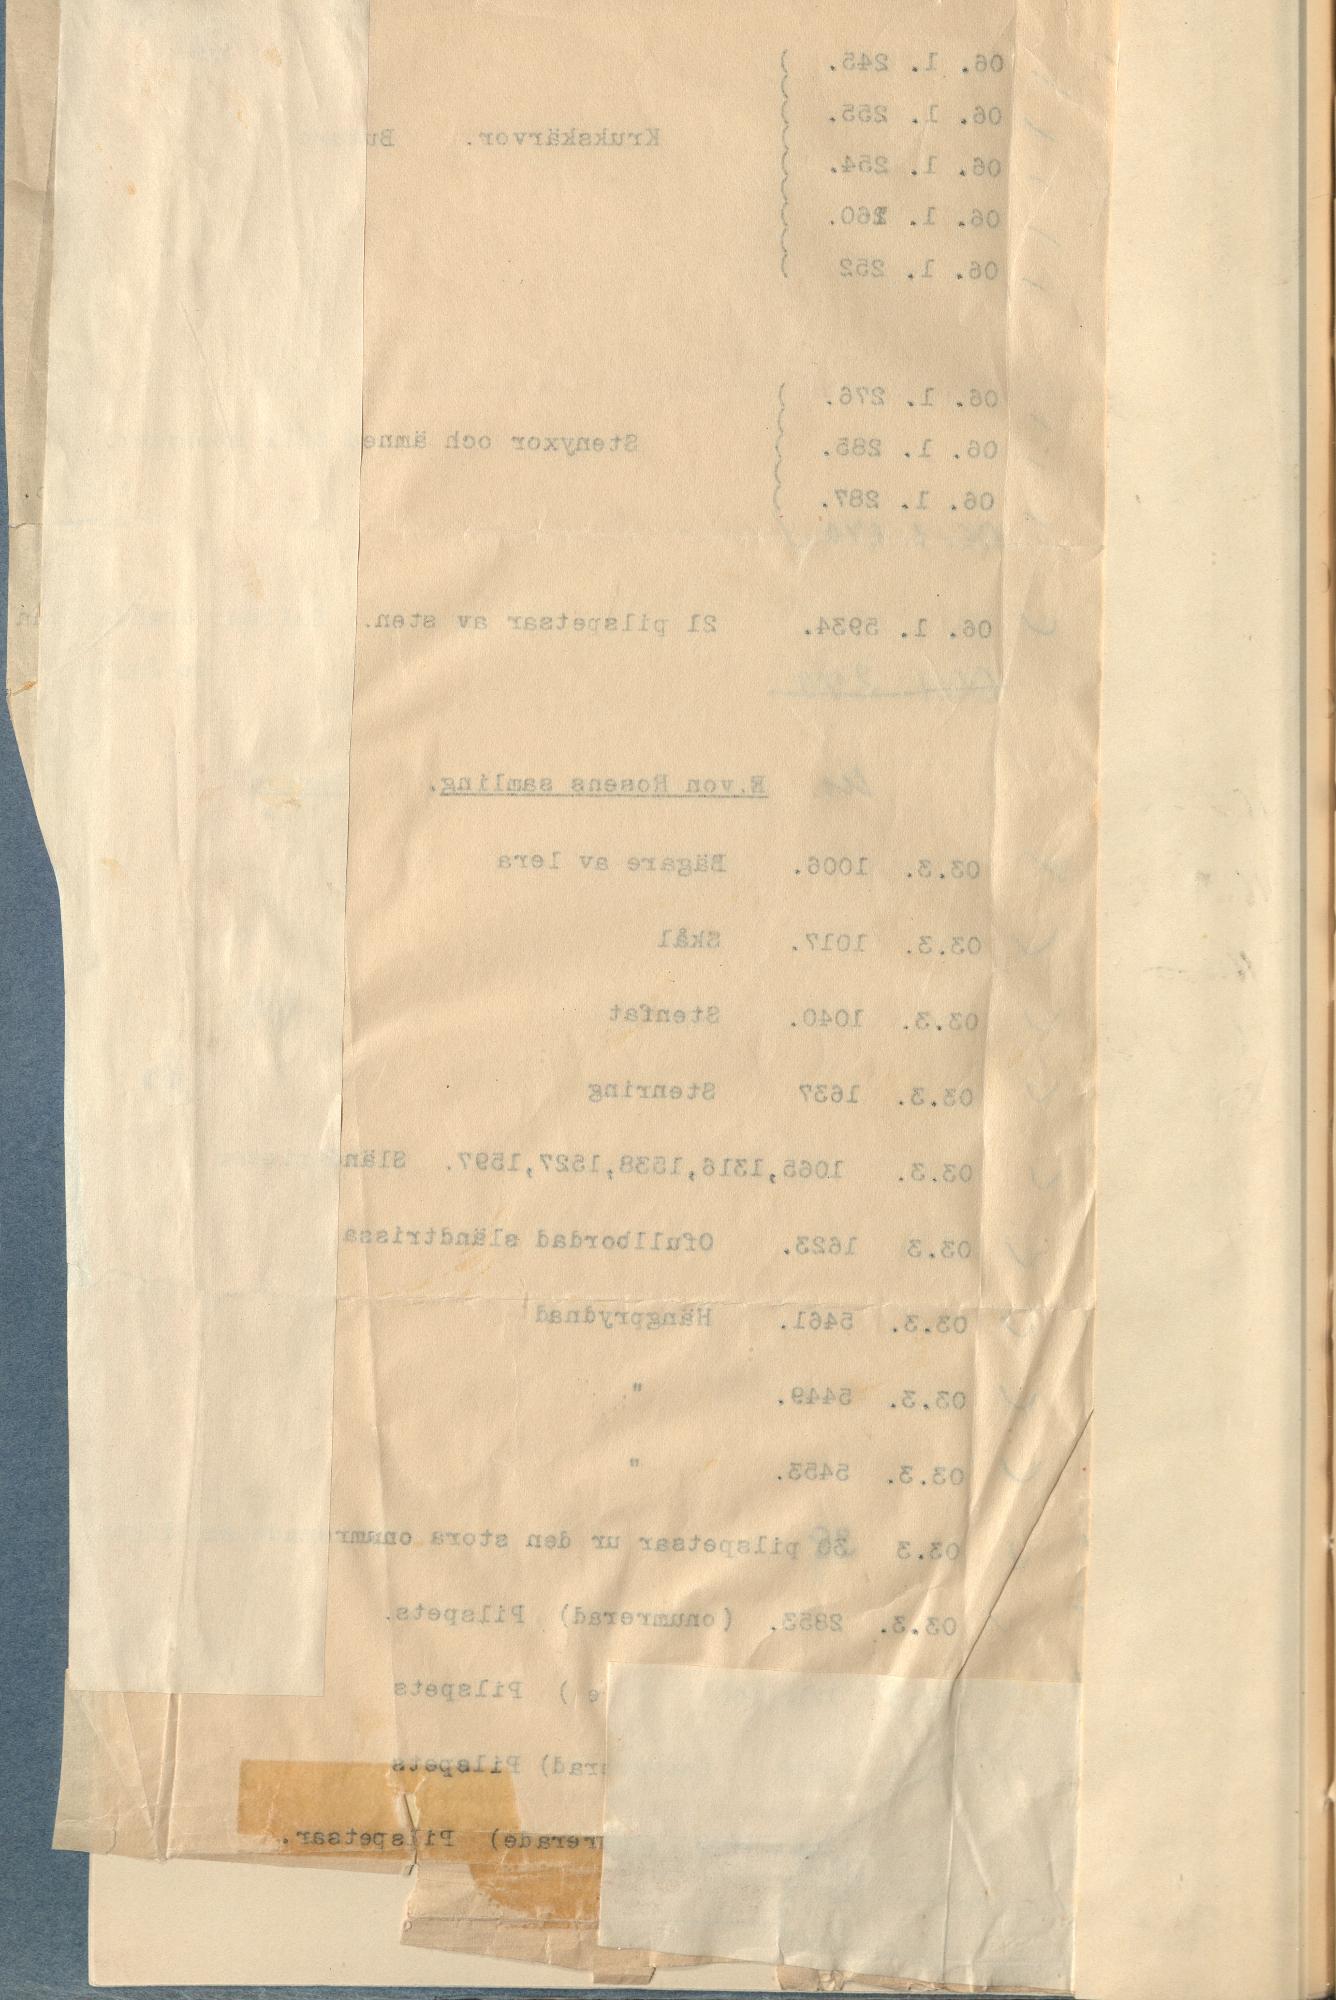 06. 1. 245.
06. 1. 255.
Krukskärvor.
06. 1. 254.
06. 1. 260.
06. 1. 252
06. 1. 276.
06. 1. 285.
Stenyxor och ämne
06. 1. 287.
06. 1. 5934. 21 pilspetsar av sten.
E.von Rosens samling.
03.3. 1006. Bägare av lera
03.3. 1017. Skål
03.3. 1040. Stenfat
03.3. 1637 Stenring
03.3. 1065,1316,1538,1527,1597.
03.3 1623. Ofullbordad sländtrissa
03.3. 5461. Hängprydnad
03.3. 5449. "
03.3. 5453. "
03.3 30 pilspetsar ur den stora
03.3. 2853. (onumrerad) Pilspets.
) Pilspets
rad) Pilspets
rerade) Pilspetsar.